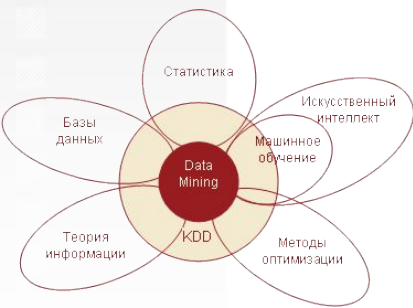 Статистика
Искусственный
интеллект
Базы
данных
Машинное
обучение
Data
Mining
KDD
Теория
информации
Методы
оптимизации